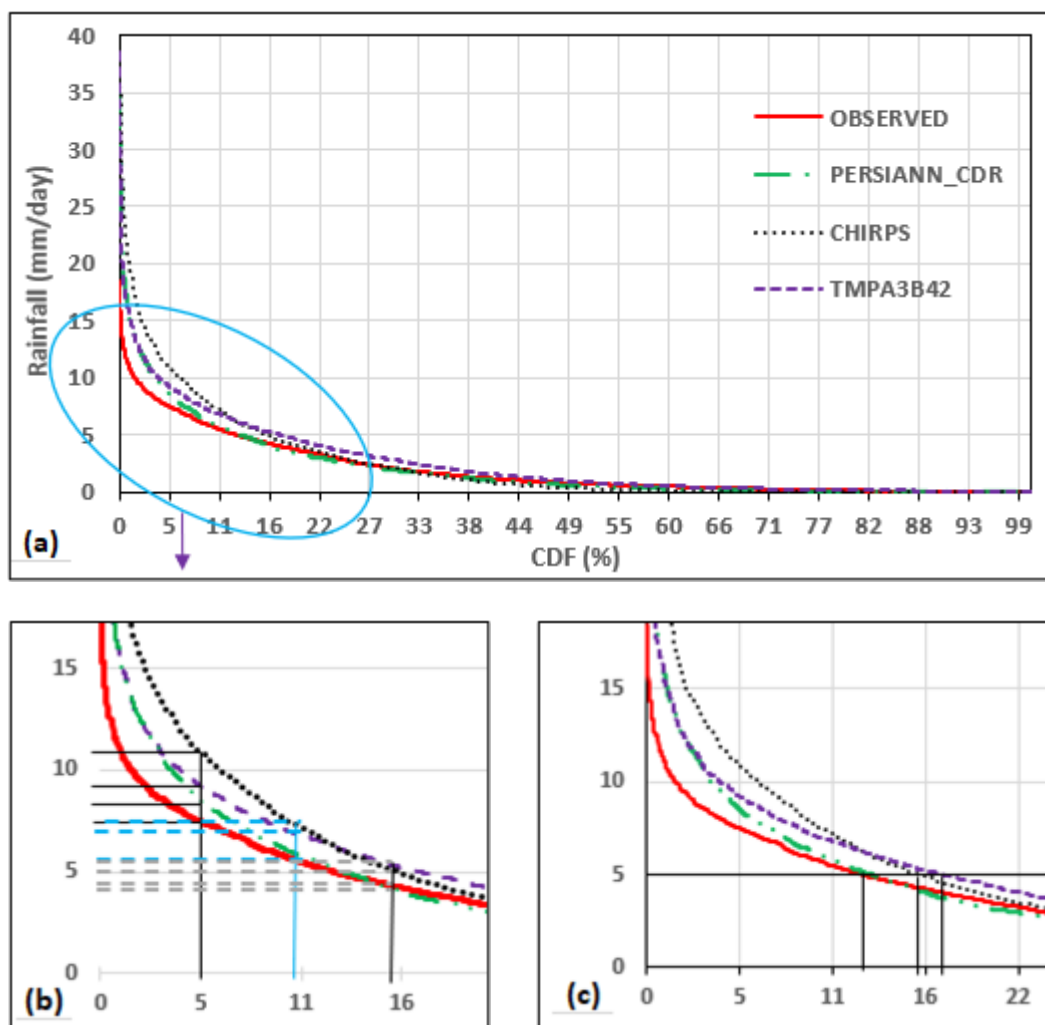 40
35
30
25
20
15
10
5
0
Rainfall (mm/day)
OBSERVED
PERSIANN_CDR
CHIRPS
TMPA3B42
0 5 11 16 22 27 33 38 44 49 55 60 66 71 77 82 88 93 99
CDF (%)
(a)
15
10
5
0
0 5 11 16
(b)
15
10
5
0
0 5 11 16 22
(c)